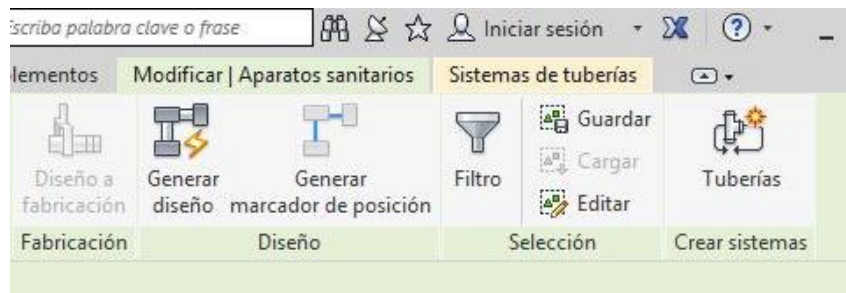 Escriba palabra clave o frase Iniciar sesión ?
lementos Modificar | Aparatos sanitarios Sistemas de tuberías
Diseño a fabricación Generar diseño Generar marcador de posición Filtro Guardar Cargar Editar Tuberías
Fabricación Diseño Selección Crear sistemas